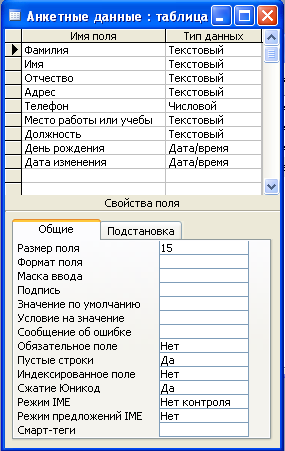 Анкетные данные : таблица
Имя поля Тип данных
Фамилия Текстовый
Имя Текстовый
Отчество Текстовый
Адрес Текстовый
Телефон Числовой
Место работы или учебы Текстовый
Должность Текстовый
День рождения Дата/время
Дата изменения Дата/время
Свойства поля
Общие Подстановка
Размер поля 15
Формат поля
Маска ввода
Подпись
Значение по умолчанию
Условие на значение
Сообщение об ошибке
Обязательное поле Нет
Пустые строки Да
Индексированное поле Нет
Сжатие Юникод Да
Режим IME Нет контроля
Режим предложений IME Нет
Смарт-теги